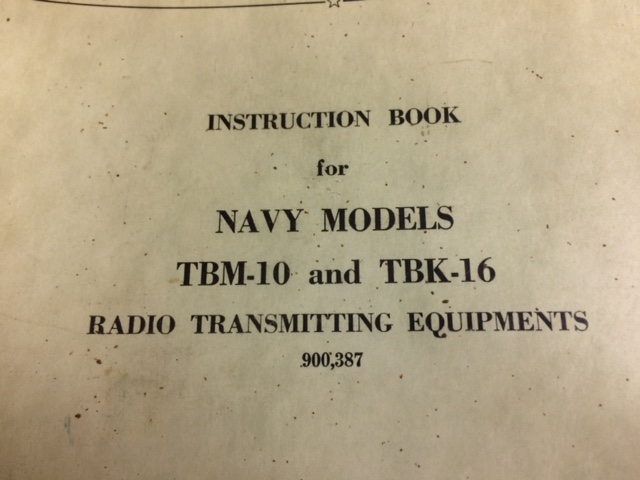 INSTRUCTION BOOK
for
NAVY MODELS
TBM-10 and TBK-16
RADIO TRANSMITTING EQUIPMENTS
900,387